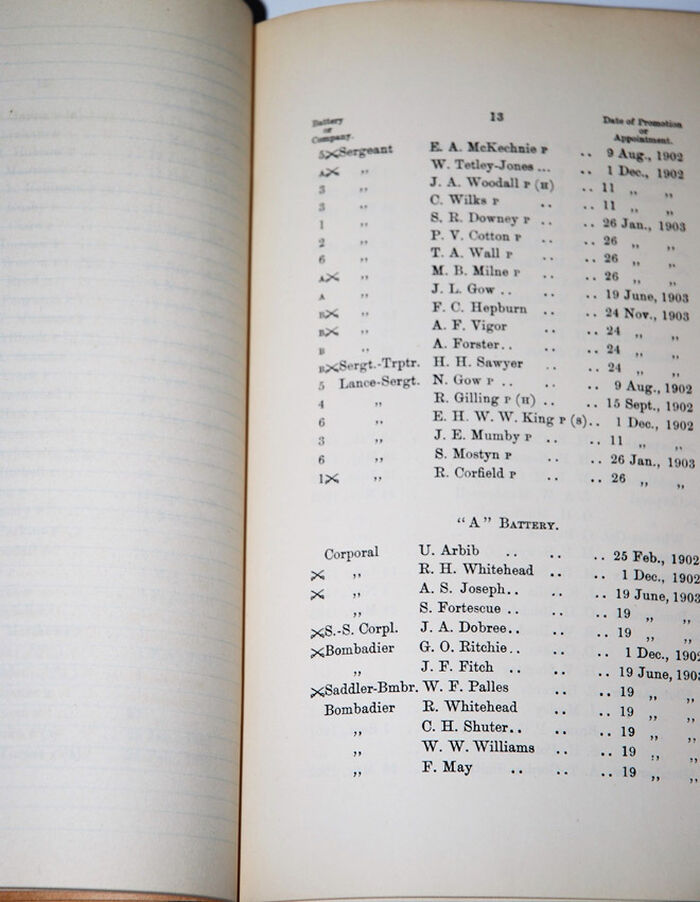 13
Battery or Company. Date of Promotion or Appointment.
5 ⚔ Sergeant E. A. McKechnie P .. 9 Aug., 1902
A ⚔ ,, W. Tetley-Jones ... .. 1 Dec., 1902
3 ,, J. A. Woodall P (H) .. 11 ,, ,,
3 ,, C. Wilks P .. .. 11 ,, ,,
1 ,, S. R. Downey P .. .. 26 Jan., 1903
2 ,, P. V. Cotton P .. .. 26 ,, ,,
6 ,, T. A. Wall P .. .. 26 ,, ,,
A ⚔ ,, M. B. Milne P .. .. 26 ,, ,,
A ,, J. L. Gow .. .. .. 19 June, 1903
B ⚔ ,, F. C. Hepburn .. .. 24 Nov., 1903
B ⚔ ,, A. F. Vigor .. .. 24 ,, ,,
B ,, A. Forster.. .. .. 24 ,, ,,
B ⚔ Sergt.-Trptr. H. H. Sawyer .. .. 24 ,, ,,
5 Lance-Sergt. N. Gow P .. .. .. 9 Aug., 1902
4 ,, R. Gilling P (H) .. .. 15 Sept., 1902
6 ,, E. H. W. W. King P (S).. 1 Dec., 1902
3 ,, J. E. Mumby P .. .. .. 11 ,, ,,
6 ,, S. Mostyn P .. .. 26 Jan., 1903
1 ⚔ ,, R. Corfield P .. .. 26 ,, ,,
"A" BATTERY.
Corporal U. Arbib .. .. .. 25 Feb., 1902
⚔ ,, R. H. Whitehead .. .. 1 Dec., 1902
⚔ ,, A. S. Joseph.. .. .. 19 June, 1903
,, S. Fortescue .. .. .. 19 ,, ,,
⚔ S.-S. Corpl. J. A. Dobree.. .. .. 19 ,, ,,
⚔ Bombadier G. O. Ritchie.. .. .. 1 Dec., 190
,, J. F. Fitch .. .. .. 19 June, 190
⚔ Saddler-Bmbr. W. F. Palles .. .. 19 ,, ,,
Bombadier R. Whitehead .. .. 19 ,, ,,
,, C. H. Shuter.. .. .. 19 ,, ,,
,, W. W. Williams .. .. 19 ,, ,,
,, F. May .. .. .. 19 ,, ,,